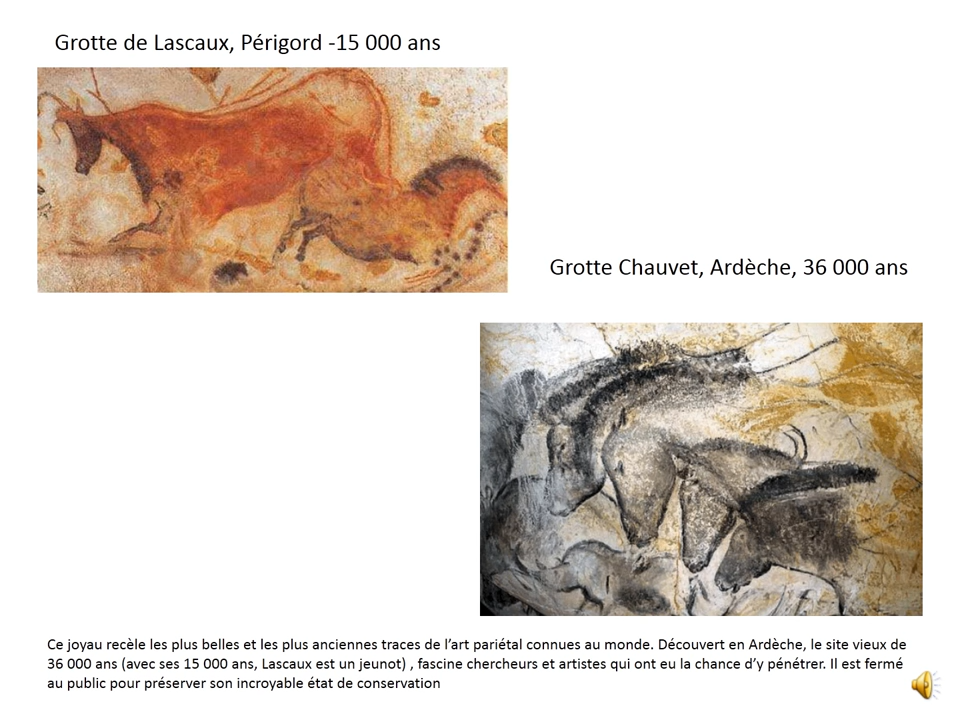 Grotte de Lascaux, Périgord -15 000 ans
Grotte Chauvet, Ardèche, 36 000 ans
Ce joyau recèle les plus belles et les plus anciennes traces de l’art pariétal connues au monde. Découvert en Ardèche, le site vieux de
36 000 ans (avec ses 15 000 ans, Lascaux est un jeunot) , fascine chercheurs et artistes qui ont eu la chance d’y pénétrer. Il est fermé
au public pour préserver son incroyable état de conservation